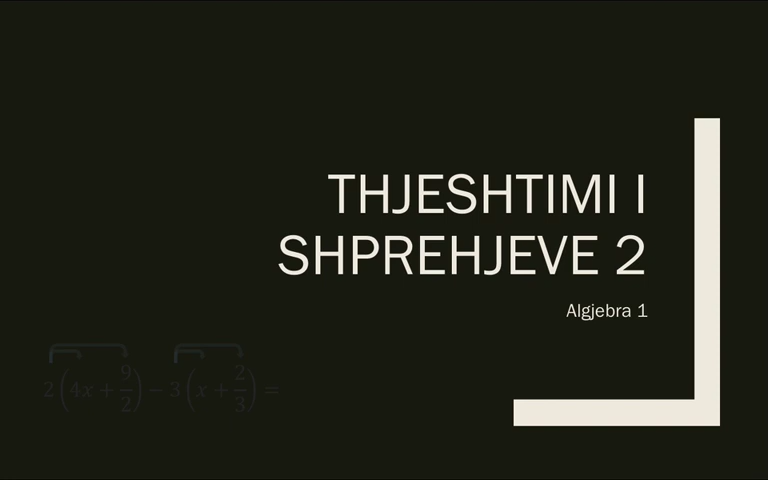 THJESHTIMI I
SHPREHJEVE 2
Algjebra 1
2(4x + 9/2) − 3(x + 2/3) =